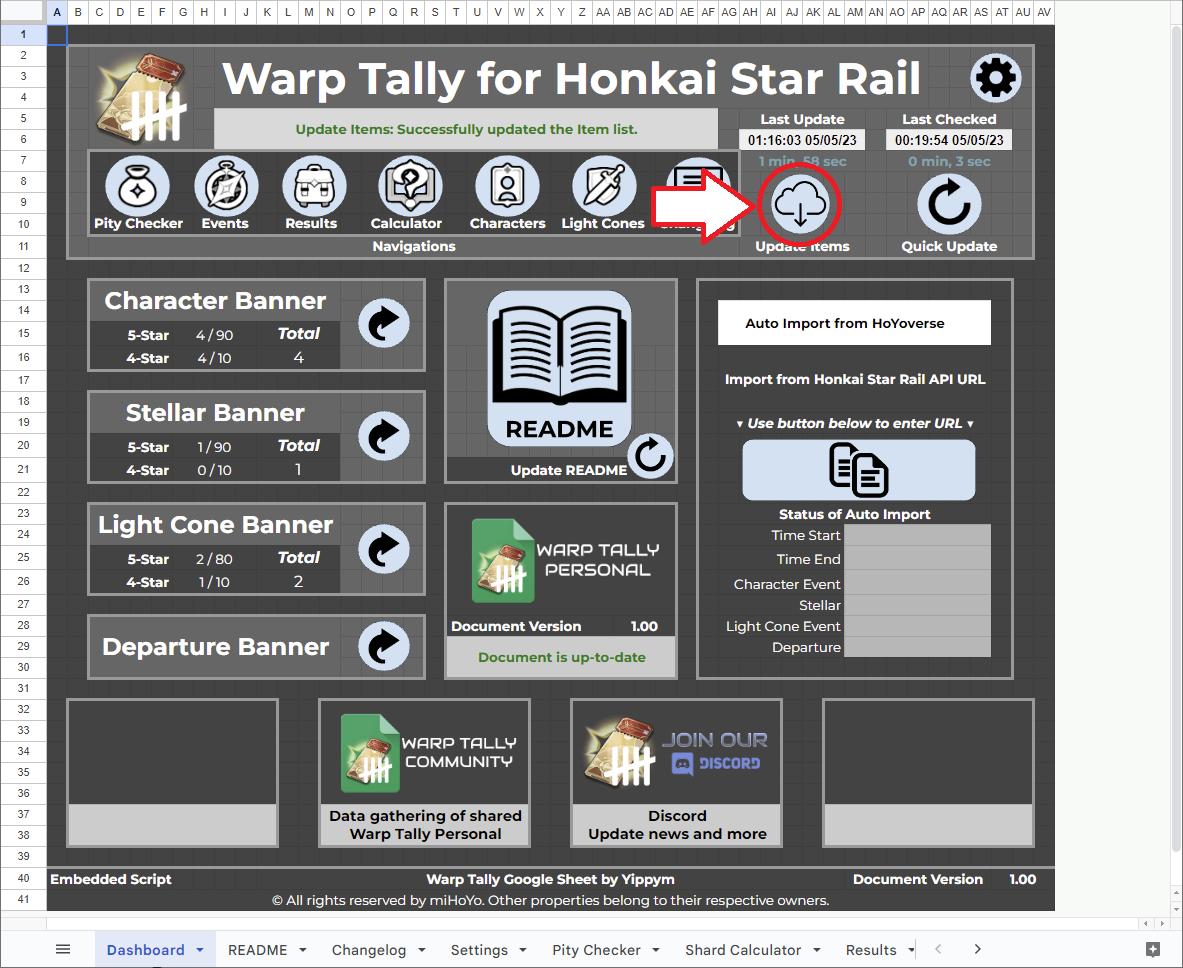 A B C D E F G H I J K L M N O P Q R S T U V W X Y Z AA AB AC AD AE AF AG AH AI AJ AK AL AM AN AO AP AQ AR AS AT AU AV
1
2
3
4
5
6
7
8
9
10
11
12
13
14
15
16
17
18
19
20
21
22
23
24
25
26
27
28
29
30
31
32
33
34
35
36
37
38
39
40
41
Warp Tally for Honkai Star Rail
Update Items: Successfully updated the Item list.
Last Update
01:16:03 05/05/23
1 min, 58 sec
Last Checked
00:19:54 05/05/23
0 min, 3 sec
Pity Checker Events Results Calculator Characters Light Cones
Navigations
Update Items
Quick Update
Character Banner
5-Star 4 / 90 Total
4-Star 4 / 10 4
Stellar Banner
5-Star 1 / 90 Total
4-Star 0 / 10 1
Light Cone Banner
5-Star 2 / 80 Total
4-Star 1 / 10 2
Departure Banner
README
Update README
WARP TALLY
PERSONAL
Document Version 1.00
Document is up-to-date
Auto Import from HoYoverse
Import from Honkai Star Rail API URL
▼ Use button below to enter URL ▼
Status of Auto Import
Time Start
Time End
Character Event
Stellar
Light Cone Event
Departure
WARP TALLY
COMMUNITY
Data gathering of shared
Warp Tally Personal
JOIN OUR
DISCORD
Discord
Update news and more
Embedded Script Warp Tally Google Sheet by Yippym Document Version 1.00
© All rights reserved by miHoYo. Other properties belong to their respective owners.
Dashboard README Changelog Settings Pity Checker Shard Calculator Results